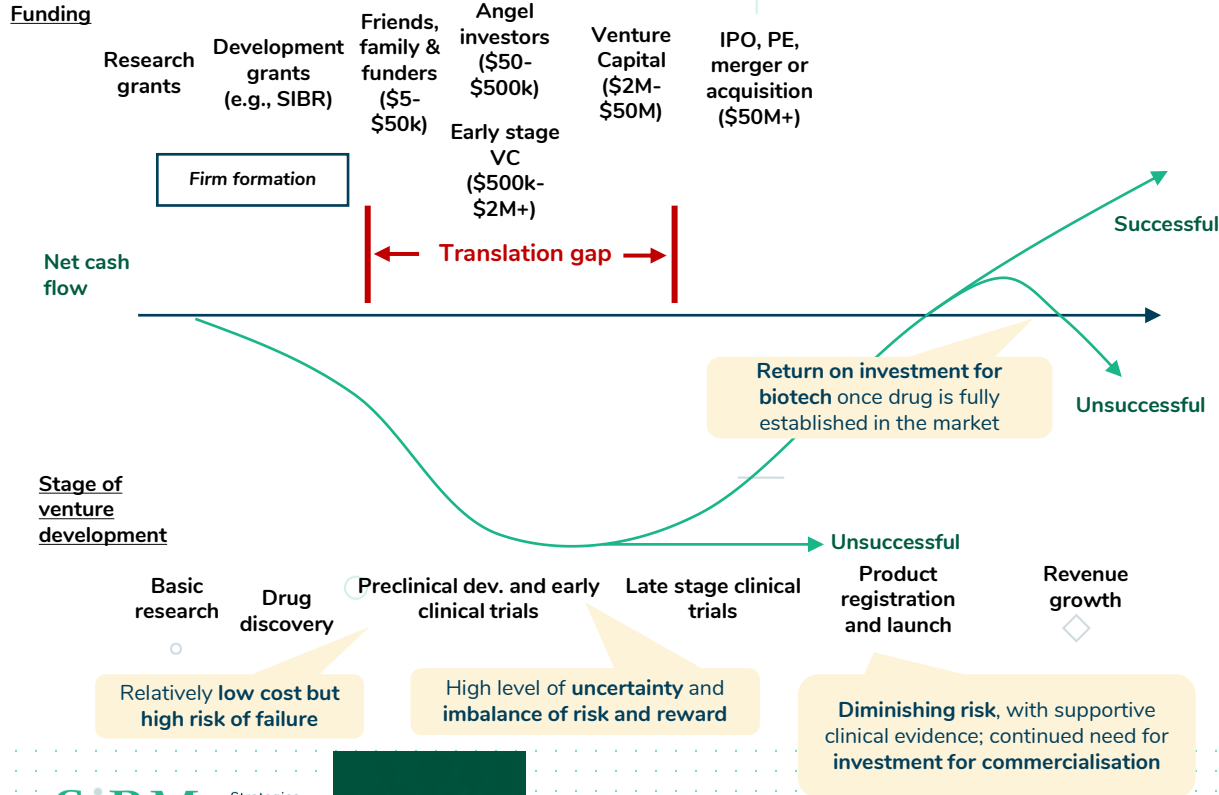 Funding
Research
grants
Development
grants
(e.g., SIBR)
Friends,
family &
funders
($5-
$50k)
Angel
investors
($50-
$500k)
Early stage
VC
($500k-
$2M+)
Venture
Capital
($2M-
$50M)
IPO, PE,
merger or
acquisition
($50M+)
Firm formation
Translation gap
Net cash
flow
Successful
Return on investment for
biotech once drug is fully
established in the market
Unsuccessful
Stage of
venture
development
Unsuccessful
Basic
research
Drug
discovery
Preclinical dev. and early
clinical trials
Late stage clinical
trials
Product
registration
and launch
Revenue
growth
Relatively low cost but
high risk of failure
High level of uncertainty and
imbalance of risk and reward
Diminishing risk, with supportive
clinical evidence; continued need for
investment for commercialisation